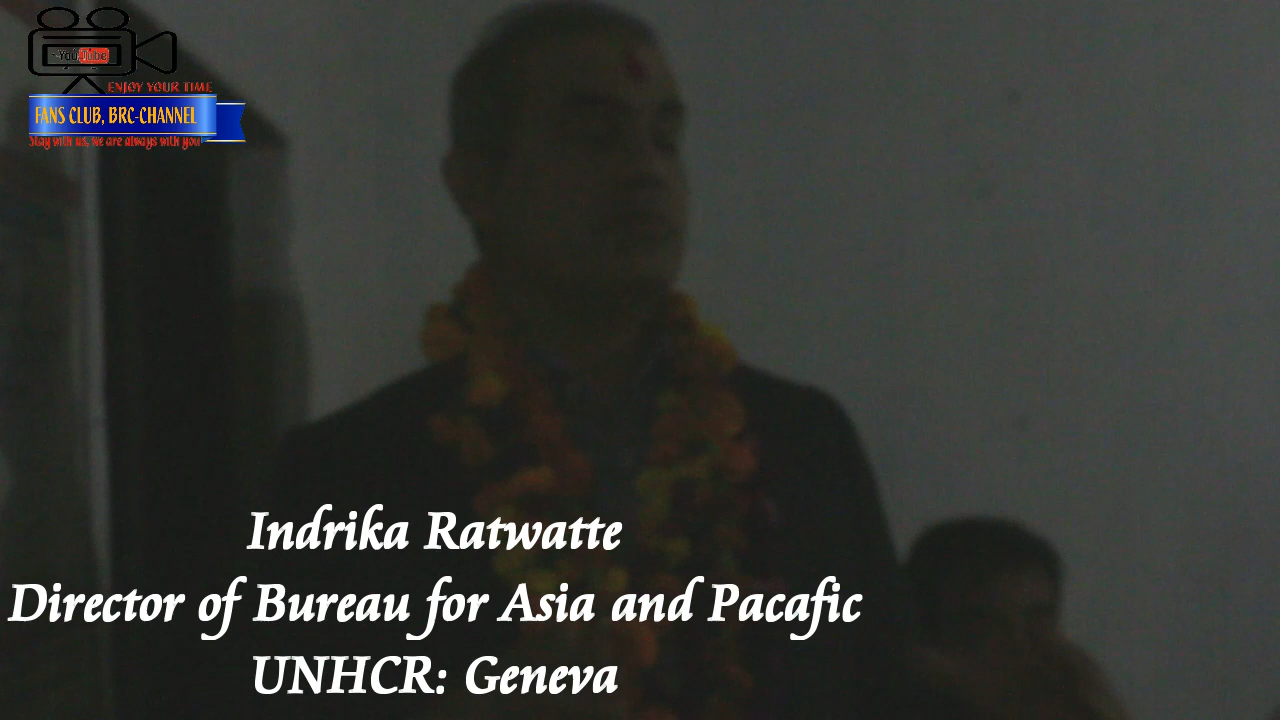 YouTube
ENJOY YOUR TIME
FANS CLUB, BRC-CHANNEL
Stay with us, we are always with you
Indrika Ratwatte
Director of Bureau for Asia and Pacafic
UNHCR: Geneva